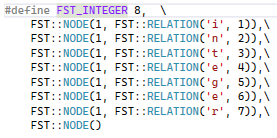 #define FST_INTEGER 8,  \
    FST::NODE(1, FST::RELATION('i', 1)),\
    FST::NODE(1, FST::RELATION('n', 2)),\
    FST::NODE(1, FST::RELATION('t', 3)),\
    FST::NODE(1, FST::RELATION('e', 4)),\
    FST::NODE(1, FST::RELATION('g', 5)),\
    FST::NODE(1, FST::RELATION('e', 6)),\
    FST::NODE(1, FST::RELATION('r', 7)),\
    FST::NODE()